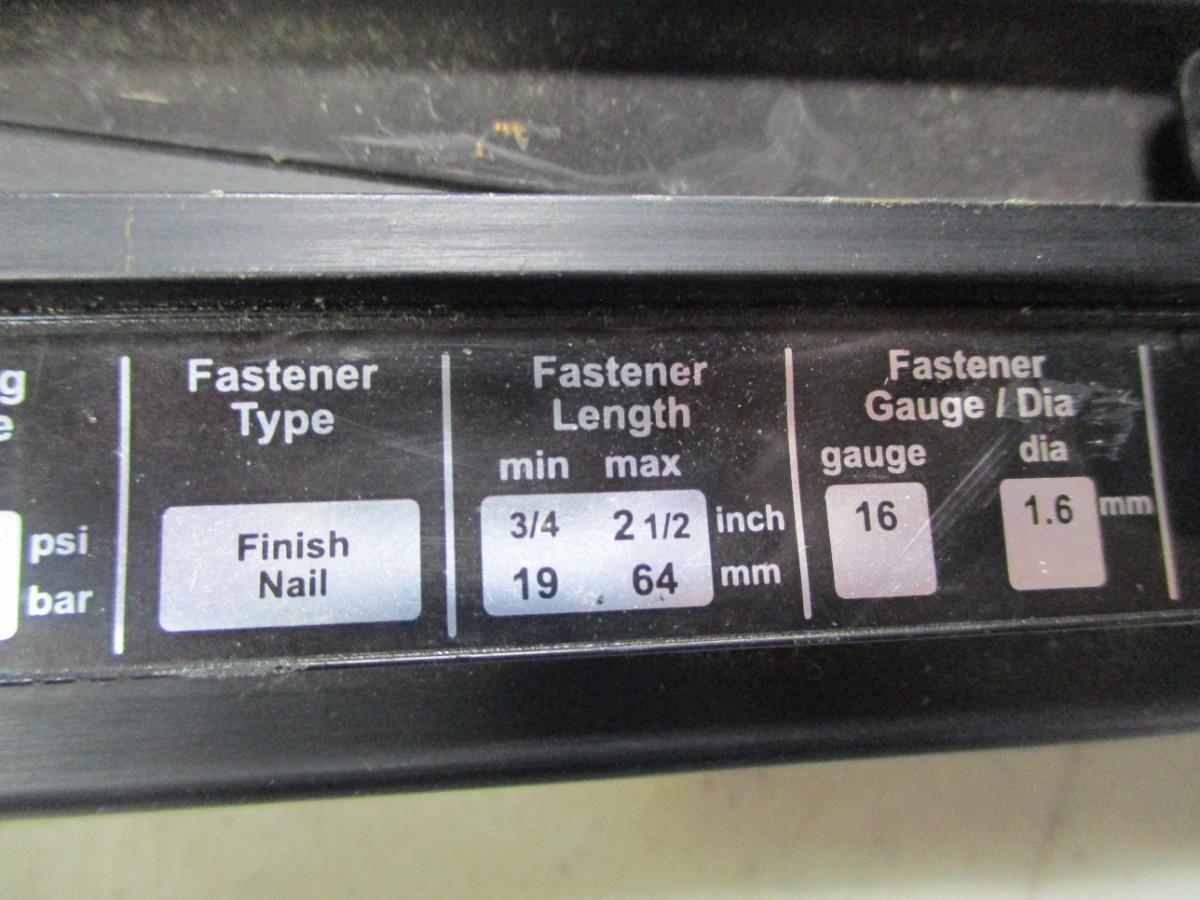 g
e
psi
bar
Fastener
Type
Finish
Nail
Fastener
Length
min max
3/4 2 1/2 inch
19 64 mm
Fastener
Gauge / Dia
gauge dia
16 1.6 mm